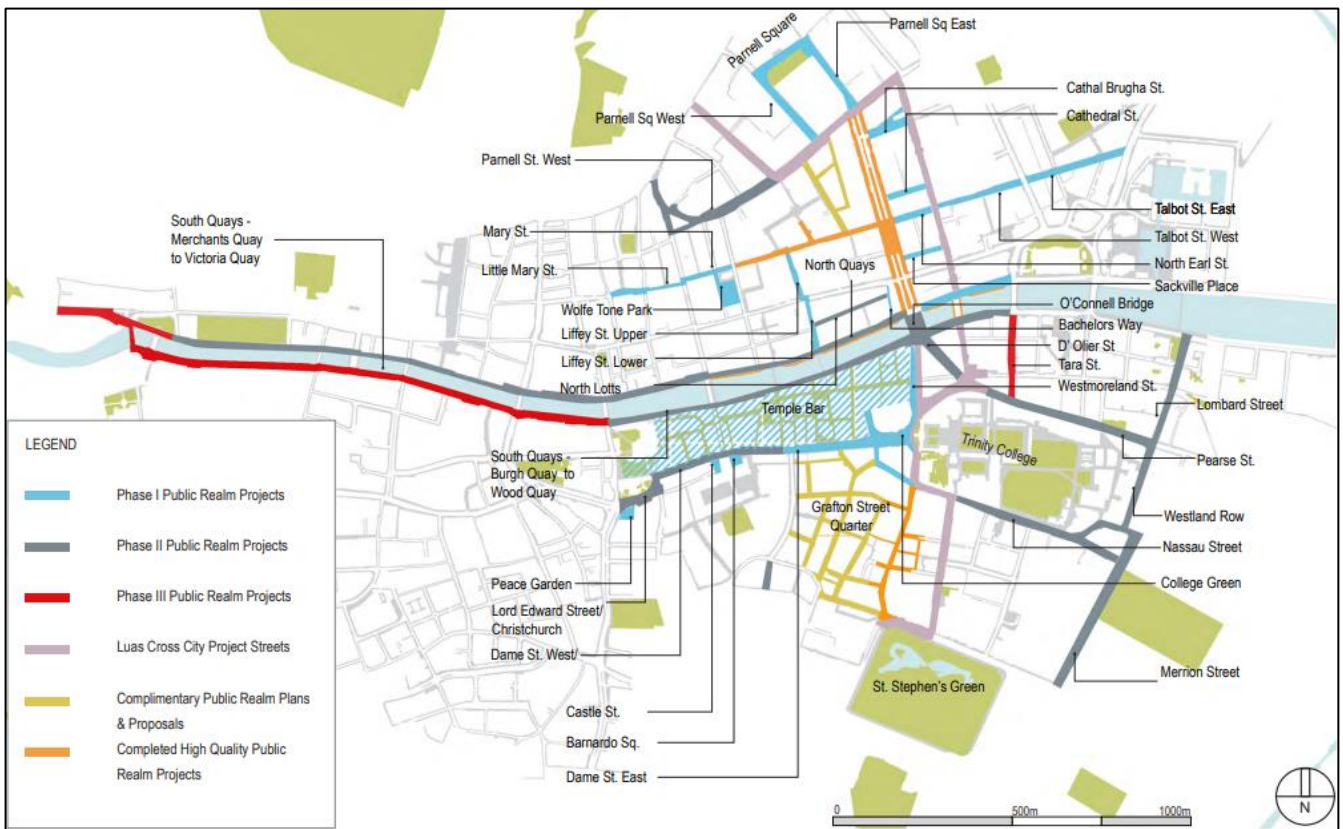 Parnell Square
Parnell Sq East
Cathal Brugha St.
Cathedral St.
Parnell Sq West
Parnell St. West
South Quays -
Merchants Quay
to Victoria Quay
Mary St.
Little Mary St.
Wolfe Tone Park
Liffey St. Upper
Liffey St. Lower
North Lotts
North Quays
Talbot St. East
Talbot St. West
North Earl St.
Sackville Place
O'Connell Bridge
Bachelors Way
D' Olier St
Tara St.
Westmoreland St.
Lombard Street
Temple Bar
Trinity College
Pearse St.
South Quays -
Burgh Quay to
Wood Quay
Grafton Street
Quarter
Westland Row
Nassau Street
College Green
Peace Garden
Lord Edward Street/
Christchurch
Dame St. West/
Merrion Street
St. Stephen's Green
Castle St.
Barnardo Sq.
Dame St. East
LEGEND
Phase I Public Realm Projects
Phase II Public Realm Projects
Phase III Public Realm Projects
Luas Cross City Project Streets
Complimentary Public Realm Plans
& Proposals
Completed High Quality Public
Realm Projects
0 500m 1000m
N